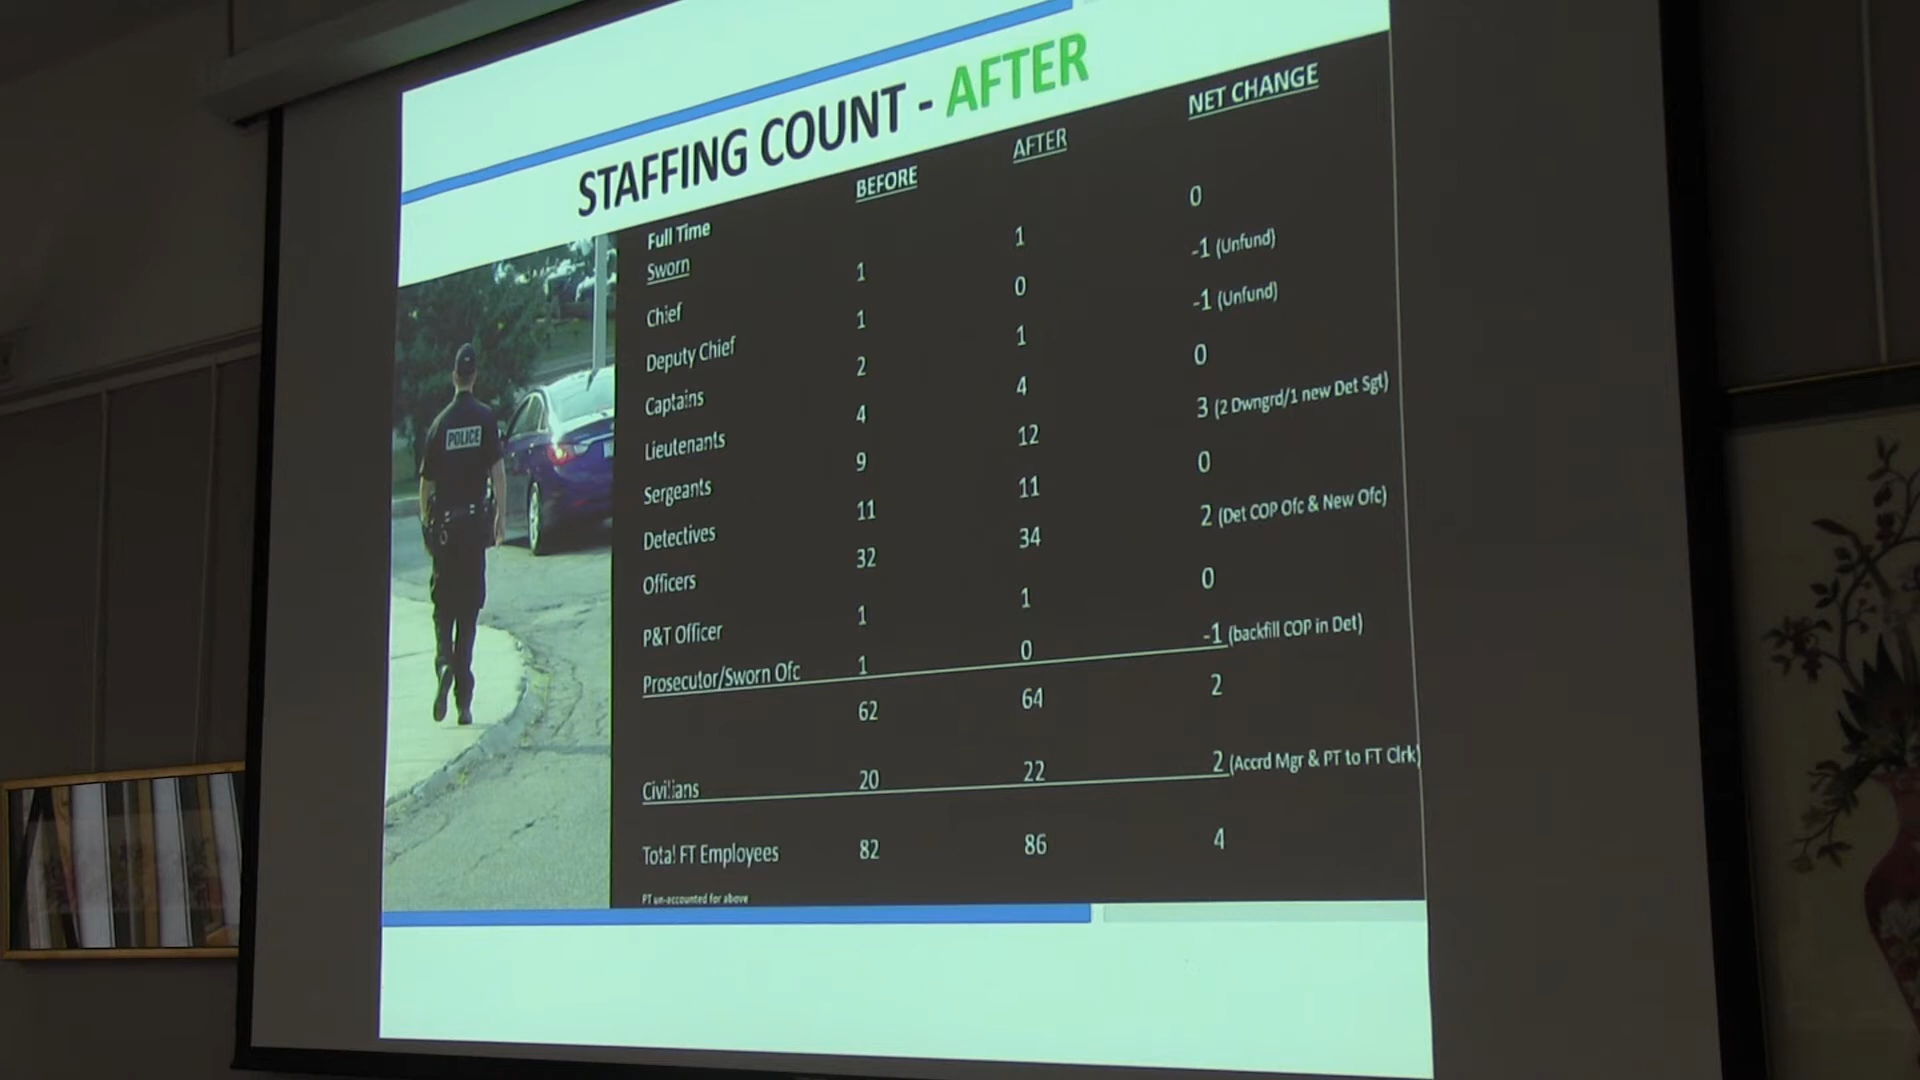 STAFFING COUNT - AFTER
BEFORE AFTER NET CHANGE
Full Time
Sworn
Chief 1 1 0
Deputy Chief 1 0 -1 (Unfund)
Captains 2 1 -1 (Unfund)
Lieutenants 4 4 0
Sergeants 9 12 3 (2 Dwngrd/1 new Det Sgt)
Detectives 11 11 0
Officers 32 34 2 (Det COP Ofc & New Ofc)
P&T Officer 1 1 0
Prosecutor/Sworn Ofc 1 0 -1 (backfill COP in Det)
62 64 2
Civilians 20 22 2 (Accrd Mgr & PT to FT Clrk)
Total FT Employees 82 86 4
PT un-accounted for above
POLICE